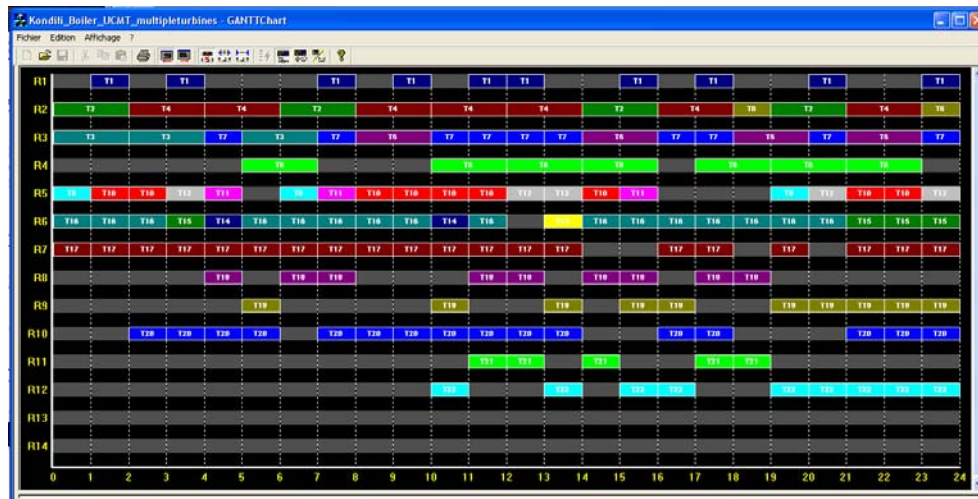 Kondili_Boiler_UCMT_multipleturbines - GANTTChart
Fichier Edition Affichage ?
R1 T1 T1 T1 T1 T1 T1 T1 T1 T1 T1
R2 T2 T4 T4 T2 T4 T4 T4 T2 T4 T8 T2 T4 T8
R3 T3 T3 T7 T3 T7 T6 T7 T7 T7 T7 T6 T7 T7 T6 T7 T6 T7
R4 T8 T8 T8 T8 T8 T8 T8
R5 T9 T10 T10 T12 T11 T9 T11 T10 T10 T10 T10 T12 T12 T10 T11 T9 T12 T10 T10 T12
R6 T16 T16 T16 T15 T14 T16 T16 T16 T16 T16 T14 T16 T16 T16 T16 T16 T16 T16 T16 T15 T15 T15
R7 T17 T17 T17 T17 T17 T17 T17 T17 T17 T17 T17 T17 T17 T17 T17 T17 T17 T17 T17 T17
R8 T18 T18 T18 T18 T18 T18 T18 T18 T18
R9 T19 T19 T19 T19 T19 T19 T19 T19 T19 T19
R10 T20 T20 T20 T20 T20 T20 T20 T20 T20 T20 T20 T20 T20 T20 T20 T20
R11 T21 T21 T21 T21 T21
R12 T22 T22 T22 T22 T22 T22 T22 T22 T22
R13
R14
0 1 2 3 4 5 6 7 8 9 10 11 12 13 14 15 16 17 18 19 20 21 22 23 24